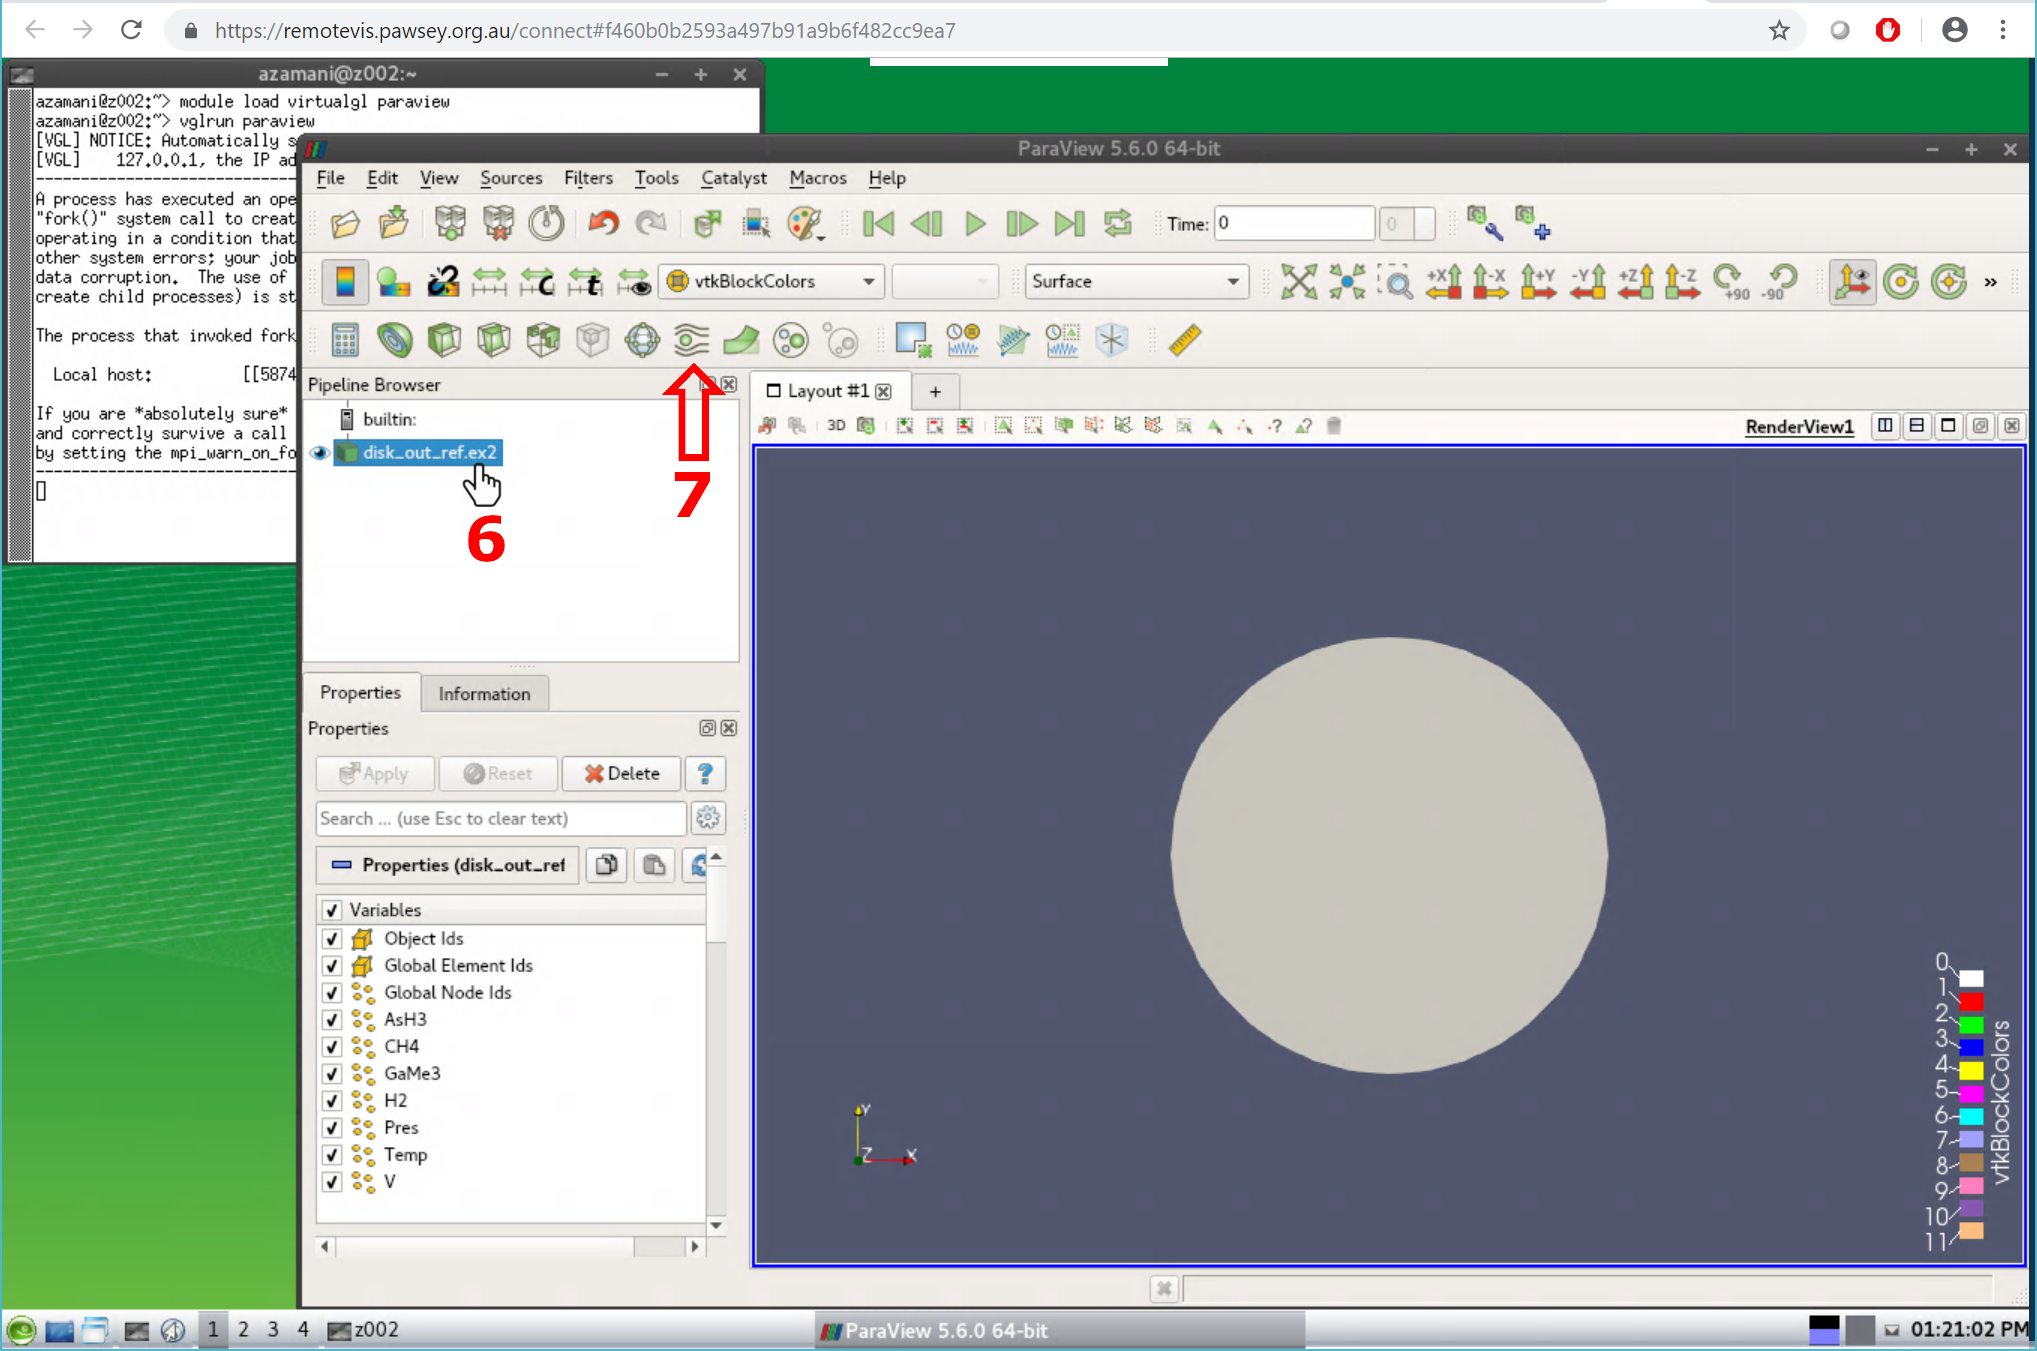 https://remotevis.pawsey.org.au/connect#f460b0b2593a497b91a9b6f482cc9ea7
azamani@z002:~
azamani@z002:~> module load virtualgl paraview
azamani@z002:~> vglrun paraview
[VGL] NOTICE: Automatically s
[VGL]    127.0.0.1, the IP ad
A process has executed an ope
"fork()" system call to creat
operating in a condition that
other system errors; your job
data corruption.  The use of
create child processes) is st
The process that invoked fork
Local host:          [[5874
If you are *absolutely sure*
and correctly survive a call
by setting the mpi_warn_on_fo
ParaView 5.6.0 64-bit
File Edit View Sources Filters Tools Catalyst Macros Help
Time: 0 0
vtkBlockColors Surface +X -X +Y -Y +Z -Z +90 -90 »
Pipeline Browser
builtin:
disk_out_ref.ex2
6
7
Layout #1 +
3D
RenderView1
Properties Information
Properties
Apply Reset Delete ?
Search ... (use Esc to clear text)
Properties (disk_out_ref
Variables
Object Ids
Global Element Ids
Global Node Ids
AsH3
CH4
GaMe3
H2
Pres
Temp
V
Y
Z X
0
1
2
3
4
5
6
7
8
9
10
11
vtkBlockColors
1 2 3 4 z002 ParaView 5.6.0 64-bit 01:21:02 PM